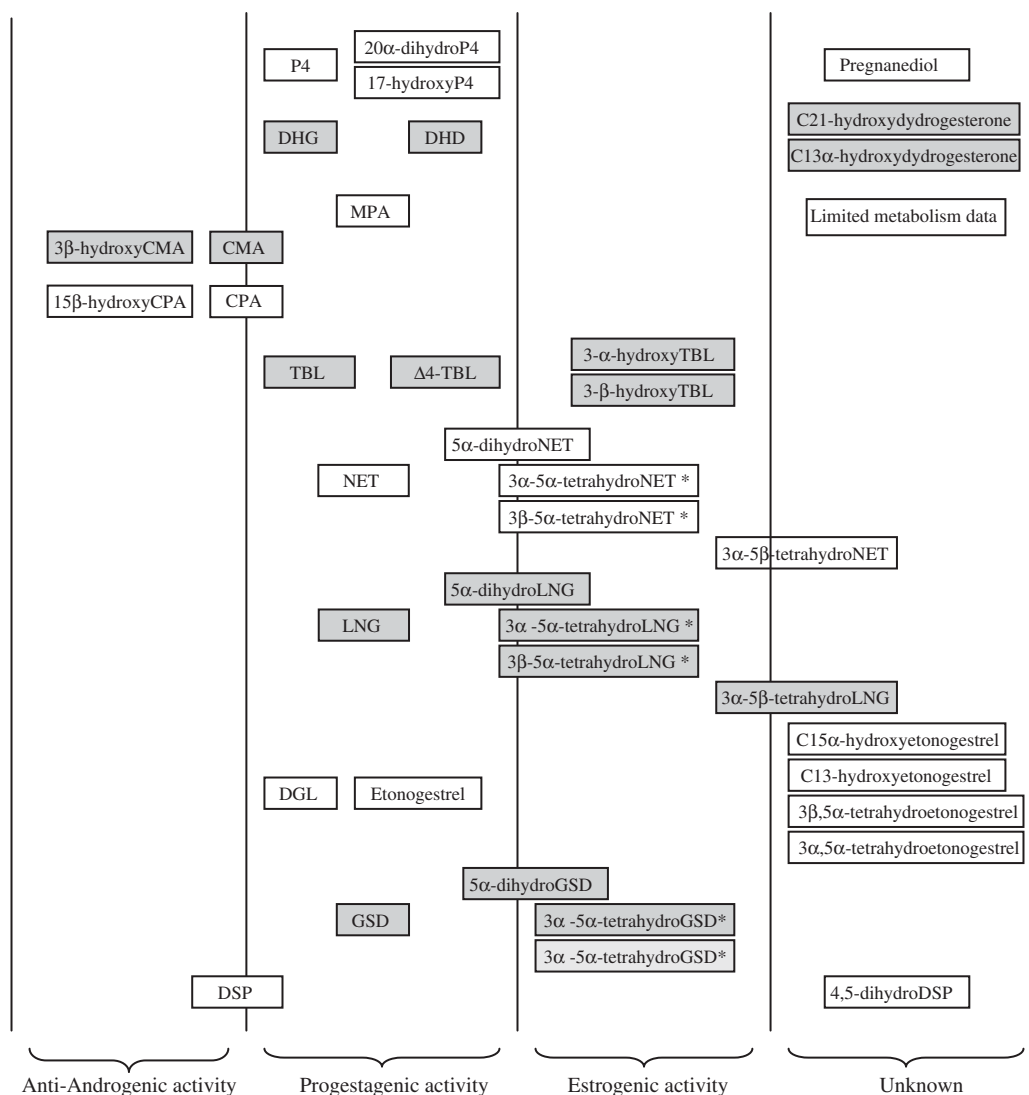 P4
20α-dihydroP4
17-hydroxyP4
Pregnanediol
DHG
DHD
C21-hydroxydydrogesterone
C13α-hydroxydydrogesterone
MPA
Limited metabolism data
3β-hydroxyCMA
CMA
15β-hydroxyCPA
CPA
TBL
Δ4-TBL
3-α-hydroxyTBL
3-β-hydroxyTBL
5α-dihydroNET
NET
3α-5α-tetrahydroNET *
3β-5α-tetrahydroNET *
3α-5β-tetrahydroNET
5α-dihydroLNG
LNG
3α -5α-tetrahydroLNG *
3β-5α-tetrahydroLNG *
3α-5β-tetrahydroLNG
C15α-hydroxyetonogestrel
C13-hydroxyetonogestrel
DGL
Etonogestrel
3β,5α-tetrahydroetonogestrel
3α,5α-tetrahydroetonogestrel
5α-dihydroGSD
GSD
3α -5α-tetrahydroGSD*
3α -5α-tetrahydroGSD*
DSP
4,5-dihydroDSP
Anti-Androgenic activity
Progestagenic activity
Estrogenic activity
Unknown